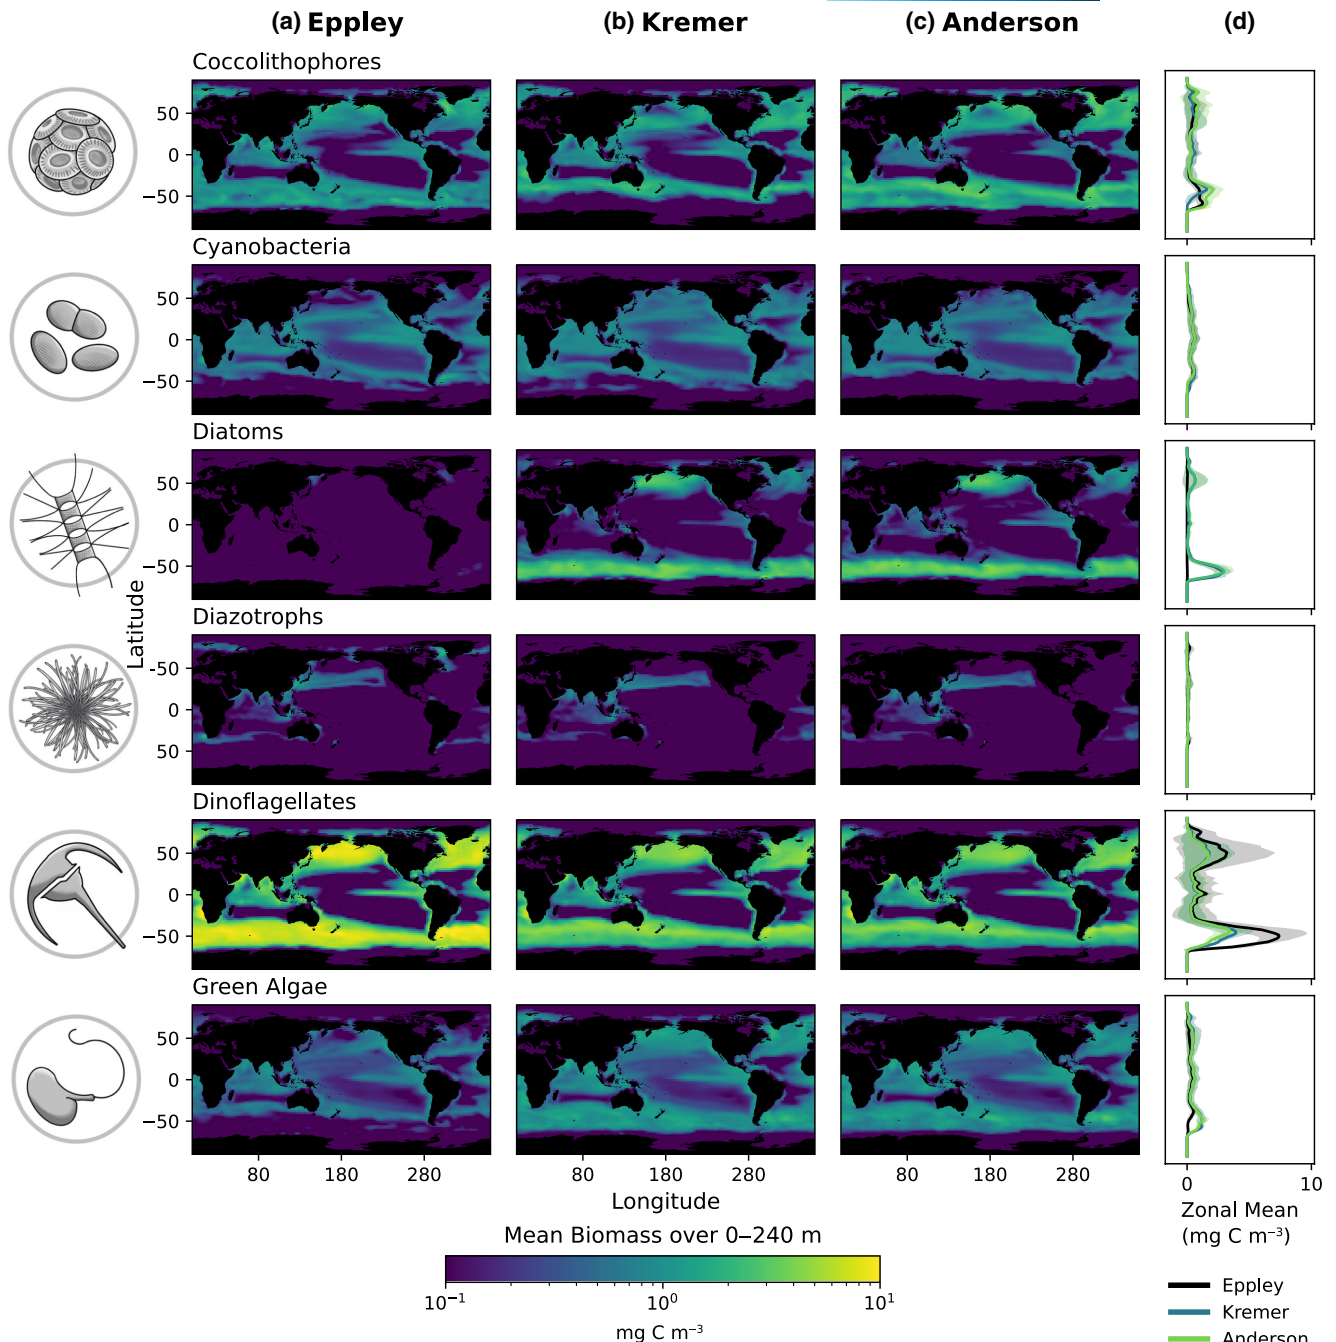 (a) Eppley
(b) Kremer
(c) Anderson
(d)
Coccolithophores
50
0
−50
Cyanobacteria
50
0
−50
Diatoms
50
0
−50
Latitude
Diazotrophs
-50
0
50
Dinoflagellates
50
0
−50
Green Algae
50
0
−50
80 180 280
80 180 280
80 180 280
Longitude
0 10
Zonal Mean
(mg C m⁻³)
Mean Biomass over 0–240 m
10⁻¹ 10⁰ 10¹
mg C m⁻³
Eppley
Kremer
Anderson